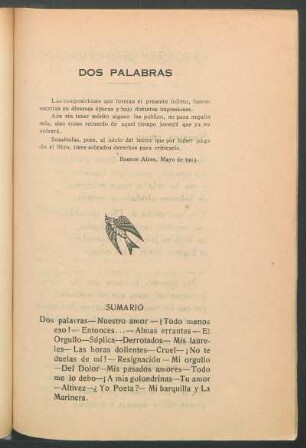 DOS PALABRAS
Las composiciones que forman el presente folleto, fueron
escritas en diversas épocas y bajo distintas impresiones.
Aún sin tener mérito alguno las publico, no para orgullo
mío, sino como recuerdo de aquel tiempo juvenil que ya no
volverá.
Sométolas, pues, al juicio del lector que por haber paga-
do el libro, tiene sobrados derechos para criticarlo.
Buenos Aires, Mayo de
SUMARIO
Dos palabras—Nuestro amor—¡Todo menos
eso!—Entonces...—Almas errantes—El
Orgullo—Súplica—Derrotados—Mis laure-
les—Las horas dolientes—Cruel—¡No te
duelas de mí!—Resignación—Mi orgullo
—Del Dolor—Mis pasados amores—Todo
me lo debo—¡A mis golondrinas—Tu amor
—Altivez—¿Yo Poeta?—Mi barquilla y La
Marinera.